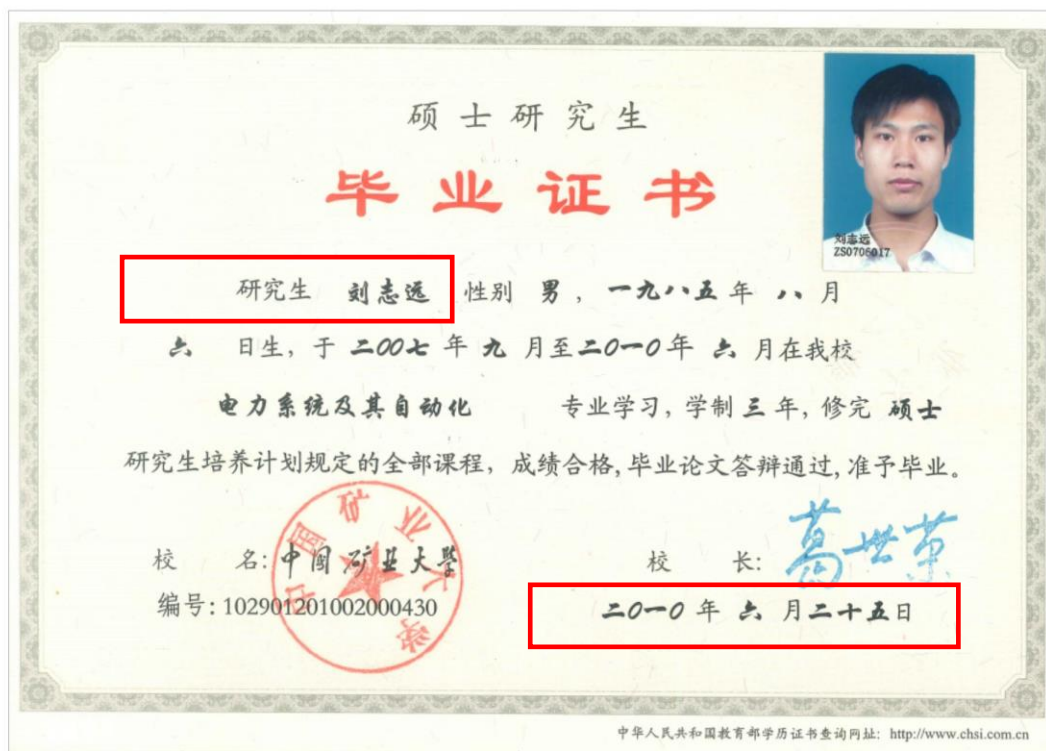 硕士研究生
毕业证书
刘志远
ZS0706017
研究生 刘志远 性别 男 ，一九八五年 八 月
六 日生，于 二〇〇七 年 九 月至二〇一〇年 六 月在我校
电力系统及其自动化 专业学习，学制 三 年，修完 硕士
研究生培养计划规定的全部课程，成绩合格，毕业论文答辩通过，准予毕业。
中国矿业大学
校 名：中国矿业大学
校 长：葛世荣
编号：102901201002000430
二〇一〇 年 六 月二十五日
中华人民共和国教育部学历证书查询网址：http://www.chsi.com.cn